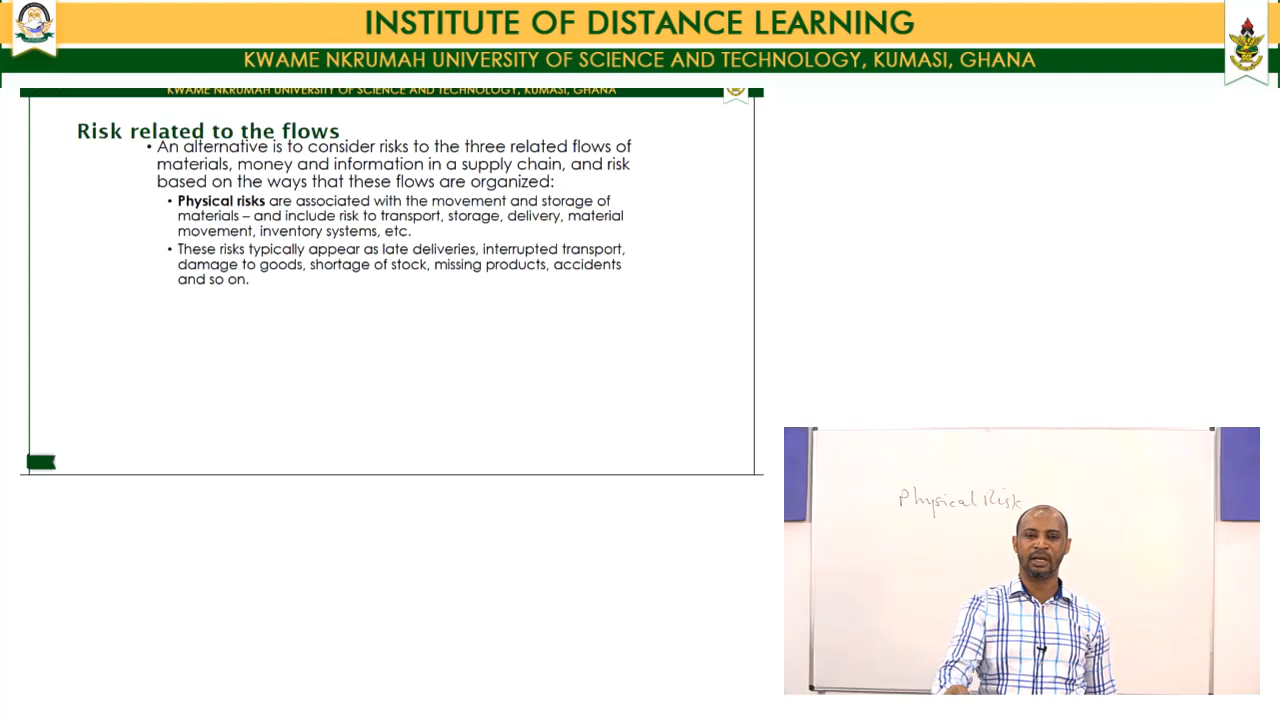 INSTITUTE OF DISTANCE LEARNING
KWAME NKRUMAH UNIVERSITY OF SCIENCE AND TECHNOLOGY, KUMASI, GHANA
KWAME NKRUMAH UNIVERSITY OF SCIENCE AND TECHNOLOGY, KUMASI, GHANA
Risk related to the flows
• An alternative is to consider risks to the three related flows of
materials, money and information in a supply chain, and risk
based on the ways that these flows are organized:
• Physical risks are associated with the movement and storage of
materials – and include risk to transport, storage, delivery, material
movement, inventory systems, etc.
• These risks typically appear as late deliveries, interrupted transport,
damage to goods, shortage of stock, missing products, accidents
and so on.
Physical Risk